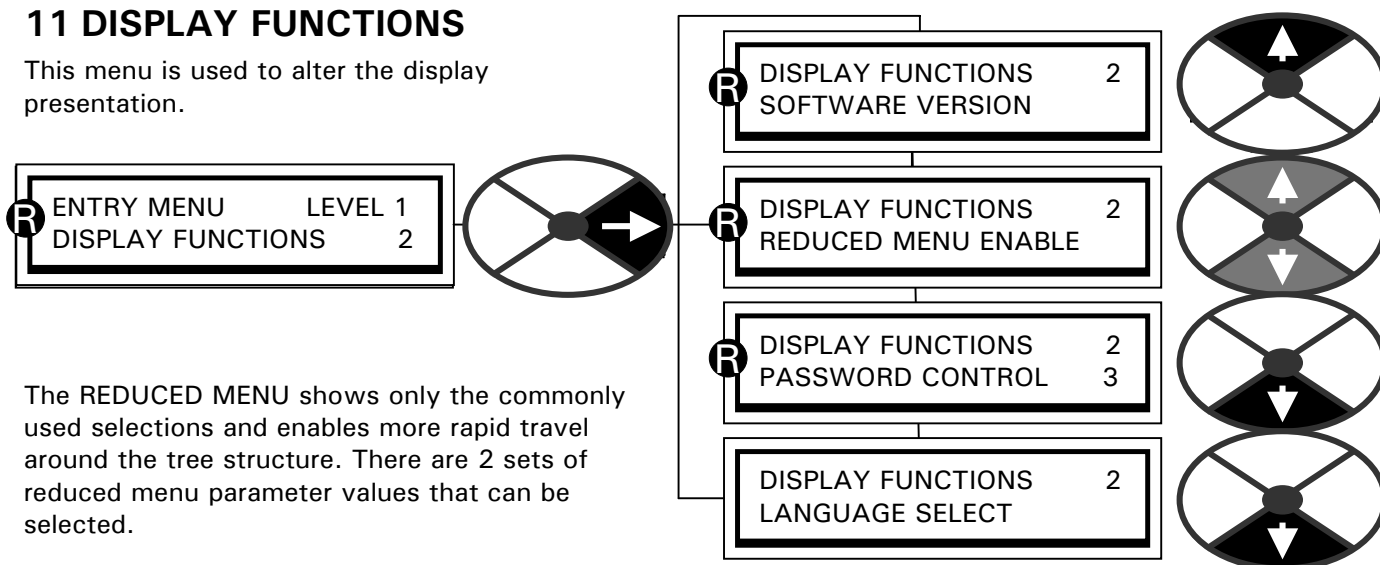 11 DISPLAY FUNCTIONS
This menu is used to alter the display
presentation.
R
ENTRY MENU LEVEL 1
DISPLAY FUNCTIONS 2
The REDUCED MENU shows only the commonly
used selections and enables more rapid travel
around the tree structure. There are 2 sets of
reduced menu parameter values that can be
selected.
R
DISPLAY FUNCTIONS 2
SOFTWARE VERSION
R
DISPLAY FUNCTIONS 2
REDUCED MENU ENABLE
R
DISPLAY FUNCTIONS 2
PASSWORD CONTROL 3
DISPLAY FUNCTIONS 2
LANGUAGE SELECT